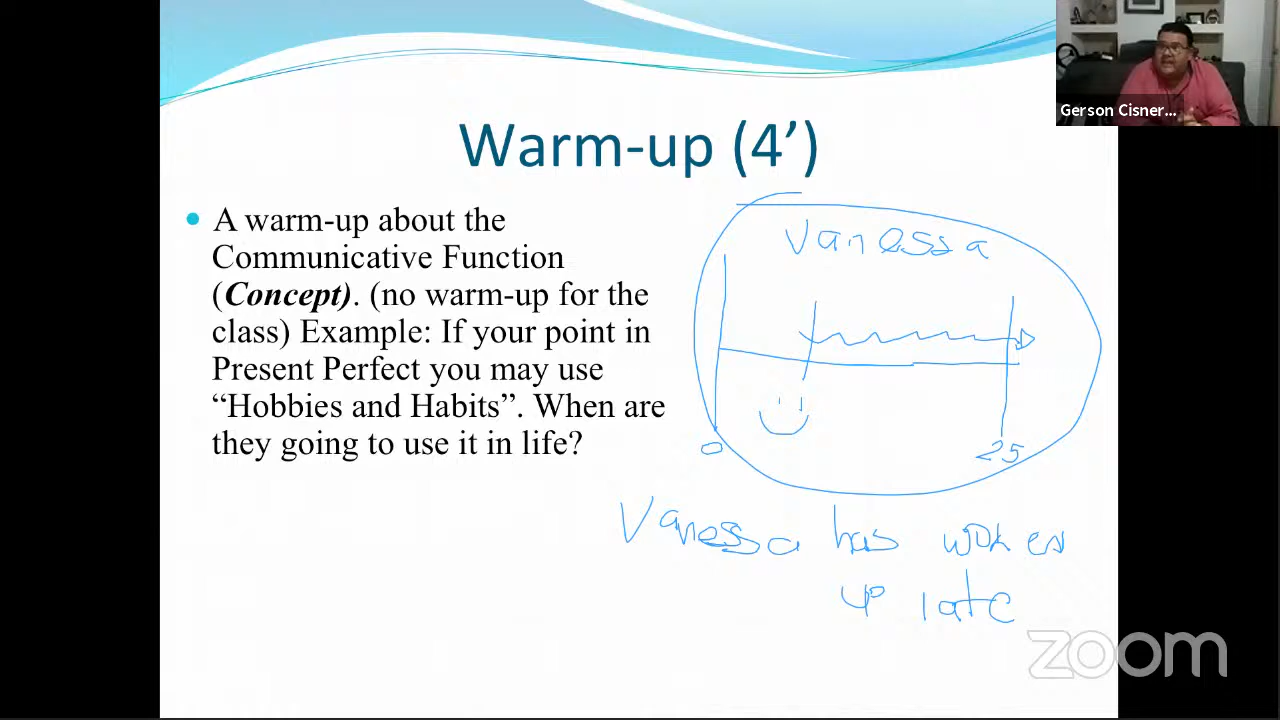 Gerson Cisner...
Warm-up (4’)
A warm-up about the
Communicative Function
(Concept). (no warm-up for the
class) Example: If your point in
Present Perfect you may use
“Hobbies and Habits”. When are
they going to use it in life?
Vanessa
0
25
Vanessa has woken
up late
zoom